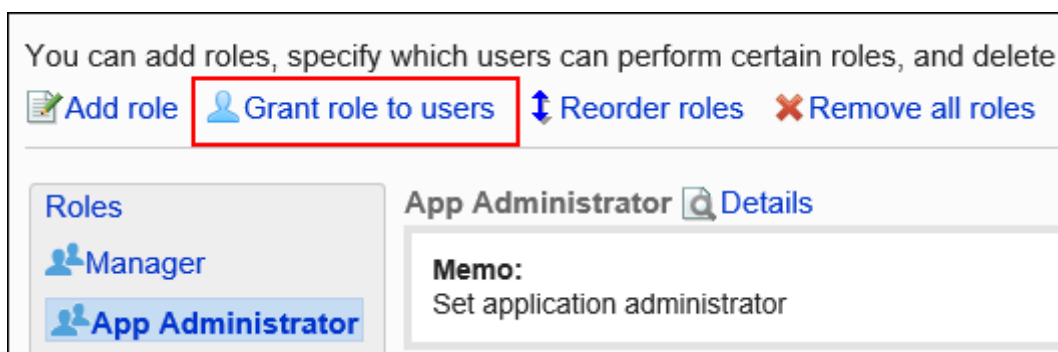 You can add roles, specify which users can perform certain roles, and delete
Add role Grant role to users Reorder roles Remove all roles
Roles
App Administrator Details
Manager
Memo:
Set application administrator
App Administrator